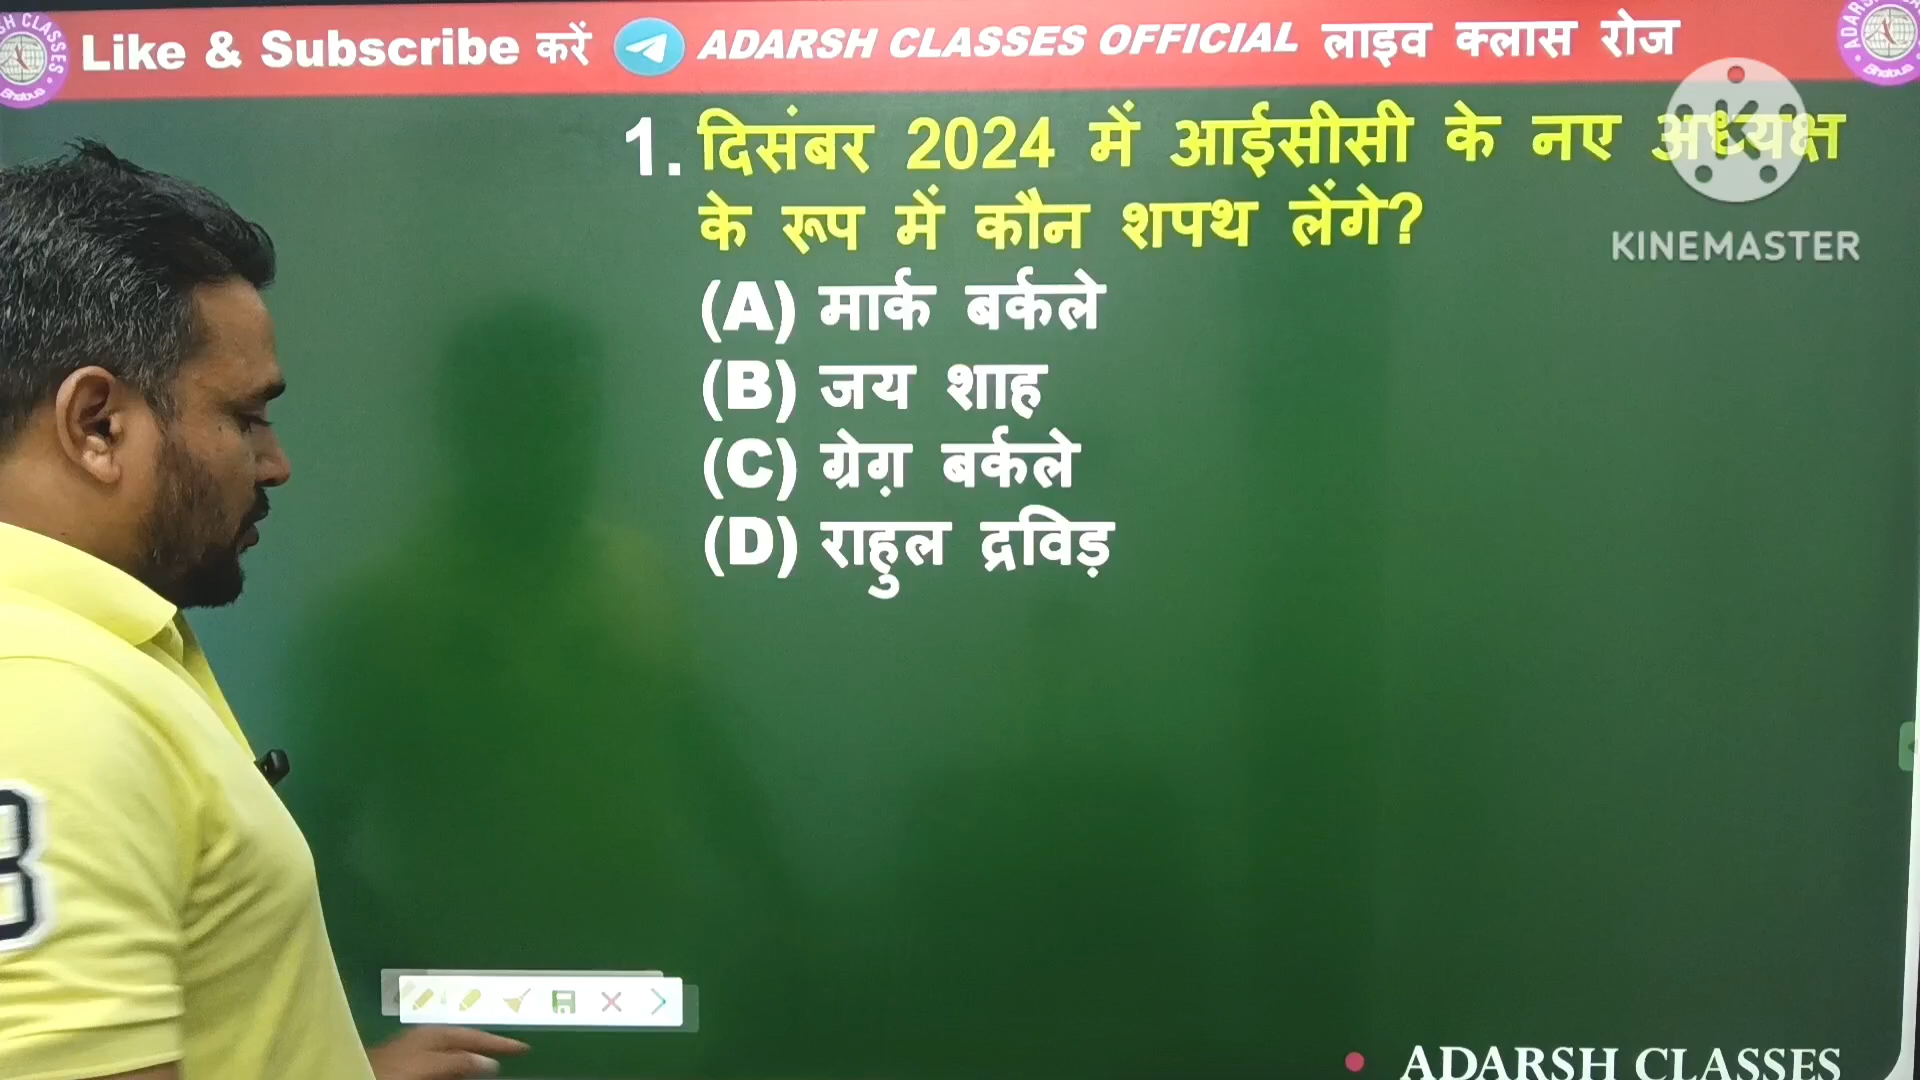 Like & Subscribe करें ADARSH CLASSES OFFICIAL लाइव क्लास रोज
1. दिसंबर 2024 में आईसीसी के नए अध्यक्ष
के रूप में कौन शपथ लेंगे?
KINEMASTER
(A) मार्क बर्कले
(B) जय शाह
(C) ग्रेग़ बर्कले
(D) राहुल द्रविड़
ADARSH CLASSES